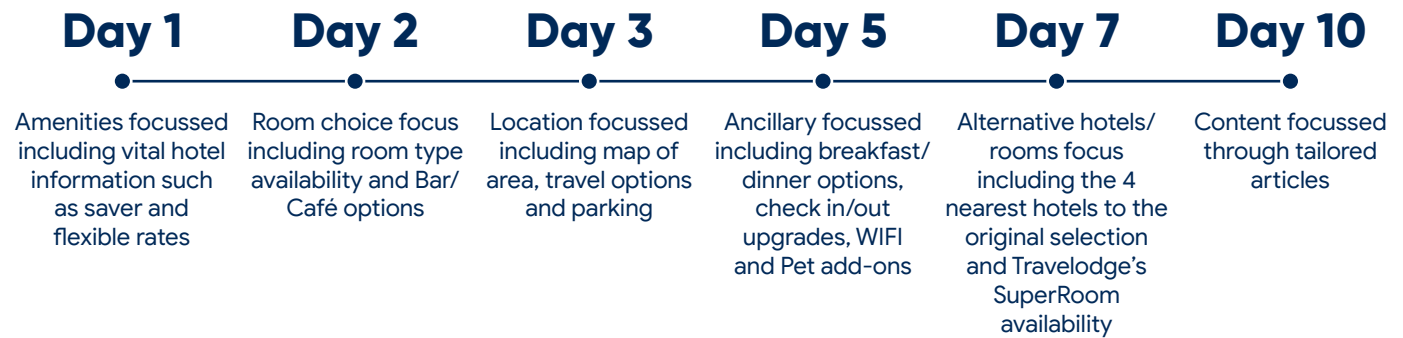 Day 1
Amenities focussed
including vital hotel
information such
as saver and
flexible rates
Day 2
Room choice focus
including room type
availability and Bar/
Café options
Day 3
Location focussed
including map of
area, travel options
and parking
Day 5
Ancillary focussed
including breakfast/
dinner options,
check in/out
upgrades, WIFI
and Pet add-ons
Day 7
Alternative hotels/
rooms focus
including the 4
nearest hotels to the
original selection
and Travelodge's
SuperRoom
availability
Day 10
Content focussed
through tailored
articles